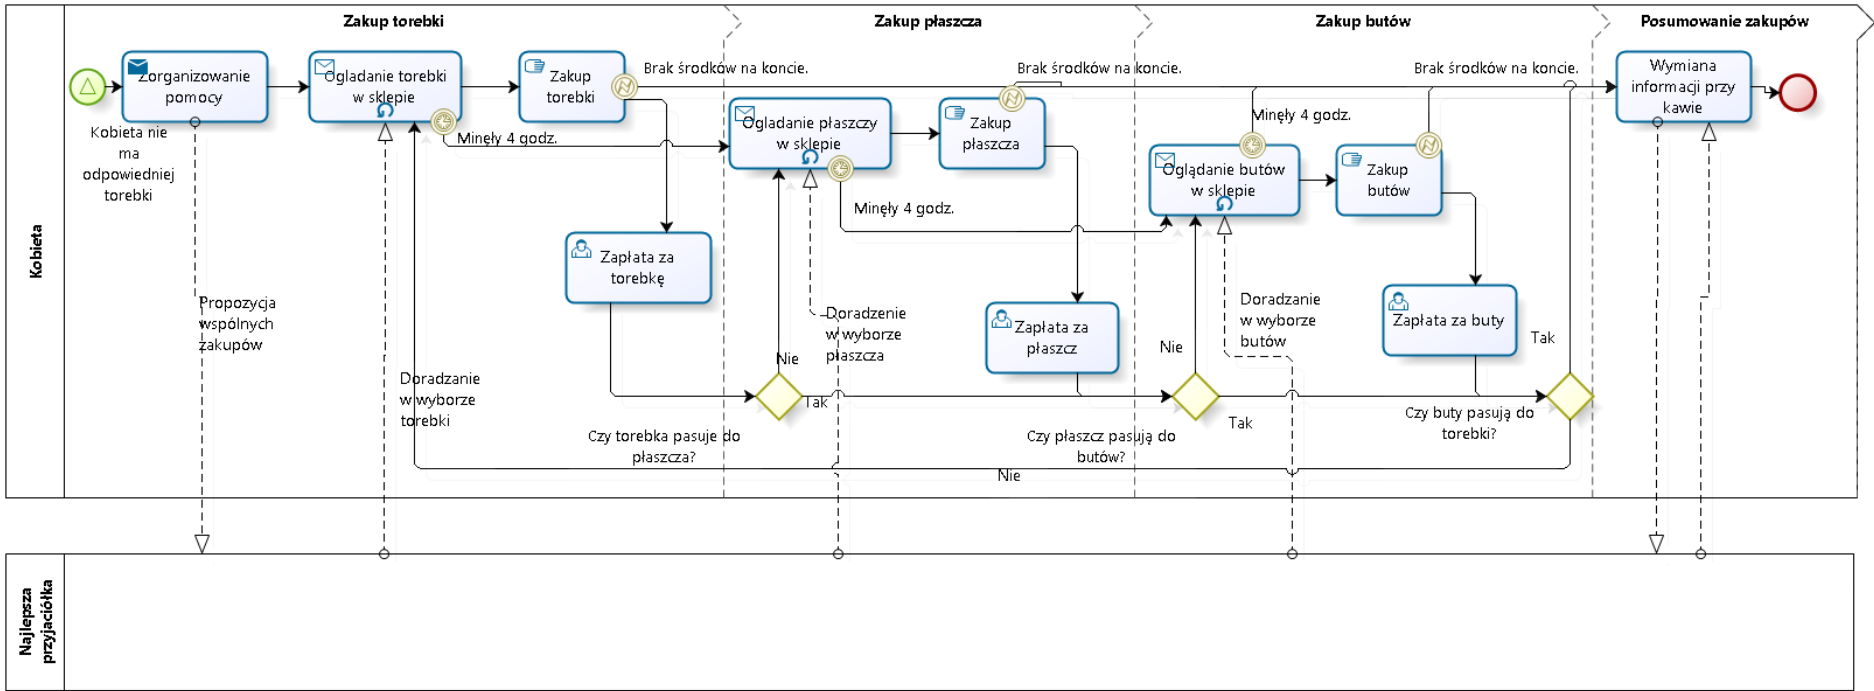 Zakup torebki
Zakup płaszcza
Zakup butów
Posumowanie zakupów
Kobieta
Kobieta nie
ma
odpowiedniej
torebki
Zorganizowanie
pomocy
Ogladanie torebki
w sklepie
Zakup
torebki
Brak środków na koncie.
Minęły 4 godz.
Zapłata za
torebkę
Propozycja
wspólnych
zakupów
Doradzanie
w wyborze
torebki
Czy torebka pasuje do
płaszcza?
Ogladanie płaszczy
w sklepie
Zakup
płaszcza
Brak środków na koncie.
Minęły 4 godz.
Doradzenie
w wyborze
płaszcza
Nie
Tak
Zapłata za
płaszcz
Czy płaszcz pasują do
butów?
Nie
Oglądanie butów
w sklepie
Zakup
butów
Brak środków na koncie.
Minęły 4 godz.
Doradzanie
w wyborze
butów
Nie
Tak
Zapłata za buty
Tak
Czy buty pasują do
torebki?
Wymiana
informacji przy
kawie
Najlepsza
przyjaciółka